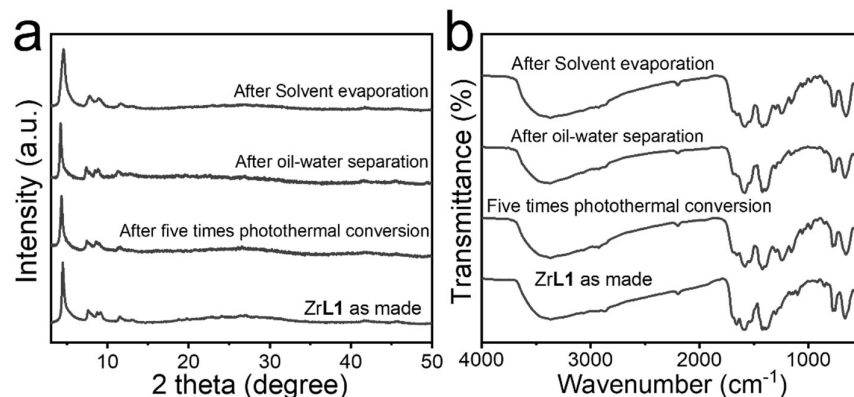 a
Intensity (a.u.)
After Solvent evaporation
After oil-water separation
After five times photothermal conversion
ZrL1 as made
10
20
30
40
50
2 theta (degree)
b
Transmittance (%)
After Solvent evaporation
After oil-water separation
Five times photothermal conversion
ZrL1 as made
4000
3000
2000
1000
Wavenumber (cm⁻¹)